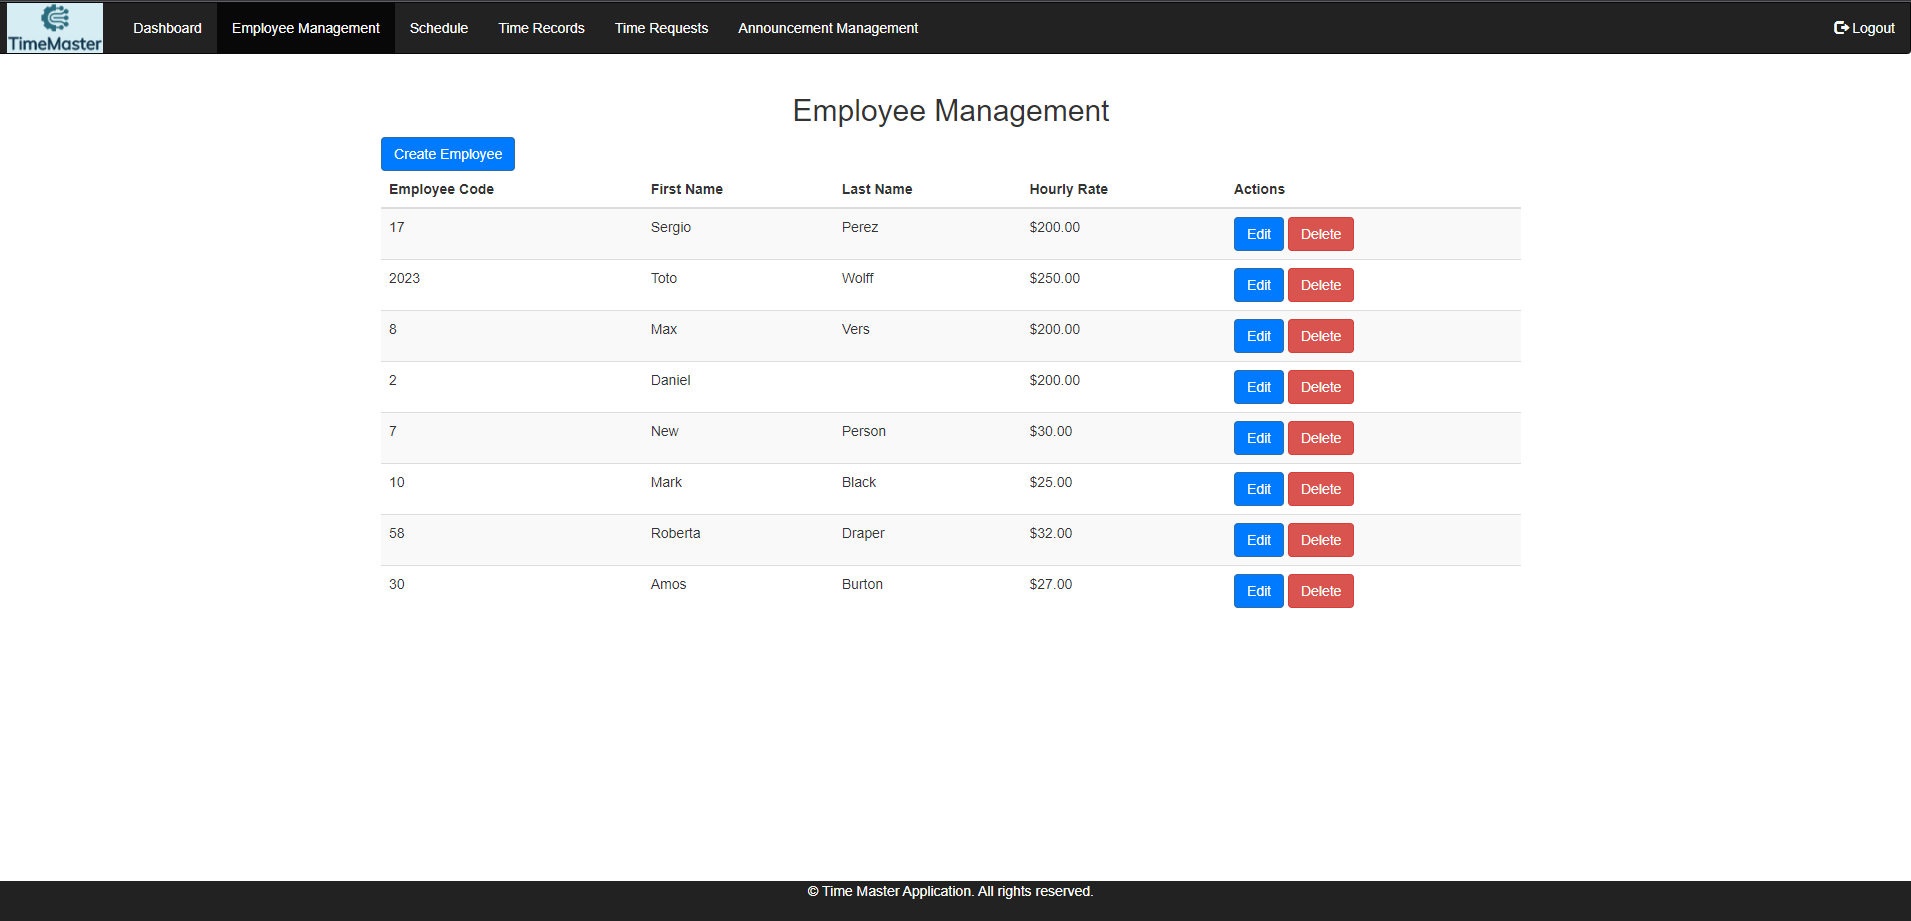 TimeMaster Dashboard Employee Management Schedule Time Records Time Requests Announcement Management Logout
Employee Management
Create Employee
Employee Code First Name Last Name Hourly Rate Actions
17 Sergio Perez $200.00 Edit Delete
2023 Toto Wolff $250.00 Edit Delete
8 Max Vers $200.00 Edit Delete
2 Daniel $200.00 Edit Delete
7 New Person $30.00 Edit Delete
10 Mark Black $25.00 Edit Delete
58 Roberta Draper $32.00 Edit Delete
30 Amos Burton $27.00 Edit Delete
© Time Master Application. All rights reserved.